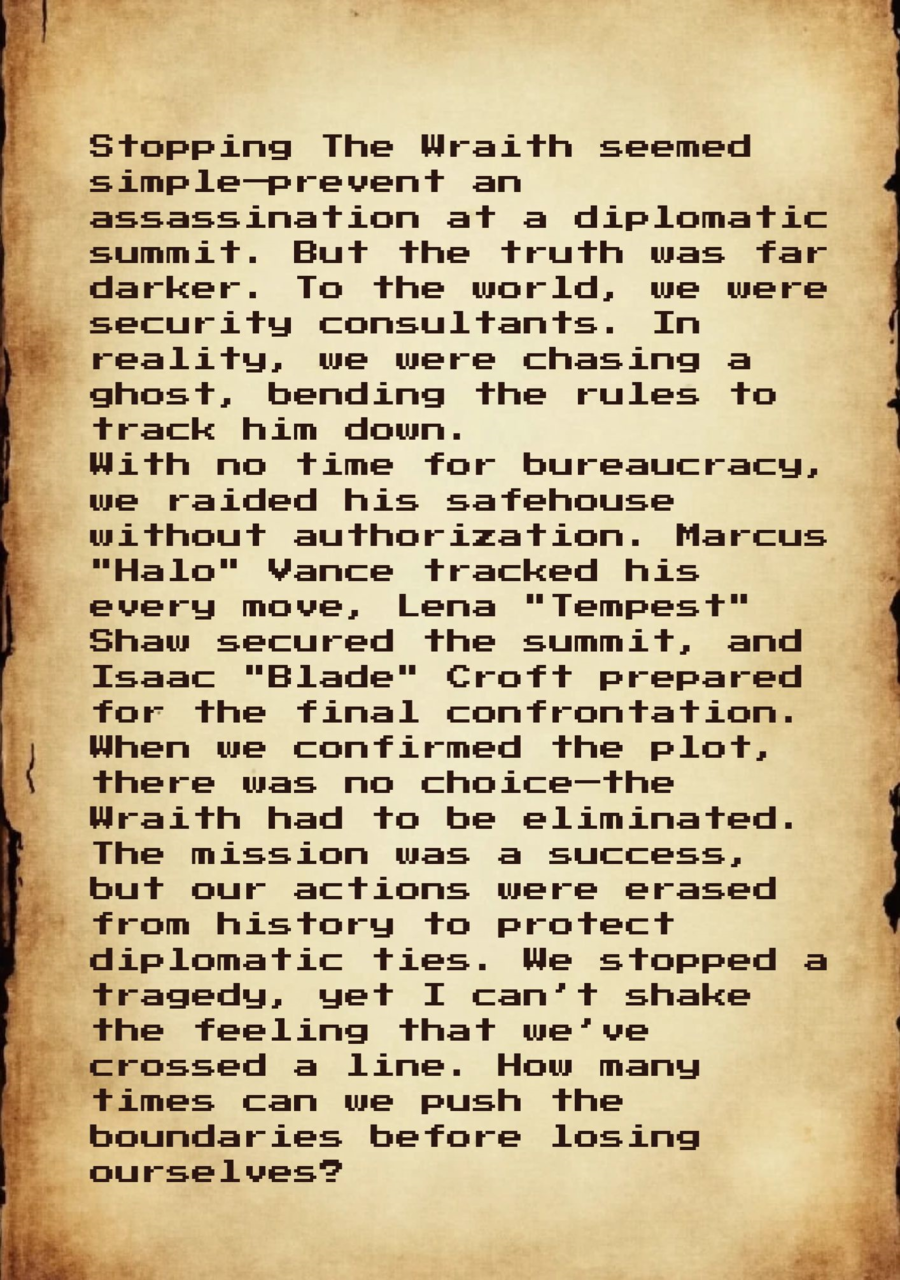 Stopping The Wraith seemed
simple—prevent an
assassination at a diplomatic
summit. But the truth was far
darker. To the world, we were
security consultants. In
reality, we were chasing a
ghost, bending the rules to
track him down.
With no time for bureaucracy,
we raided his safehouse
without authorization. Marcus
"Halo" Vance tracked his
every move, Lena "Tempest"
Shaw secured the summit, and
Isaac "Blade" Croft prepared
for the final confrontation.
When we confirmed the plot,
there was no choice—the
Wraith had to be eliminated.
The mission was a success,
but our actions were erased
from history to protect
diplomatic ties. We stopped a
tragedy, yet I can’t shake
the feeling that we’ve
crossed a line. How many
times can we push the
boundaries before losing
ourselves?